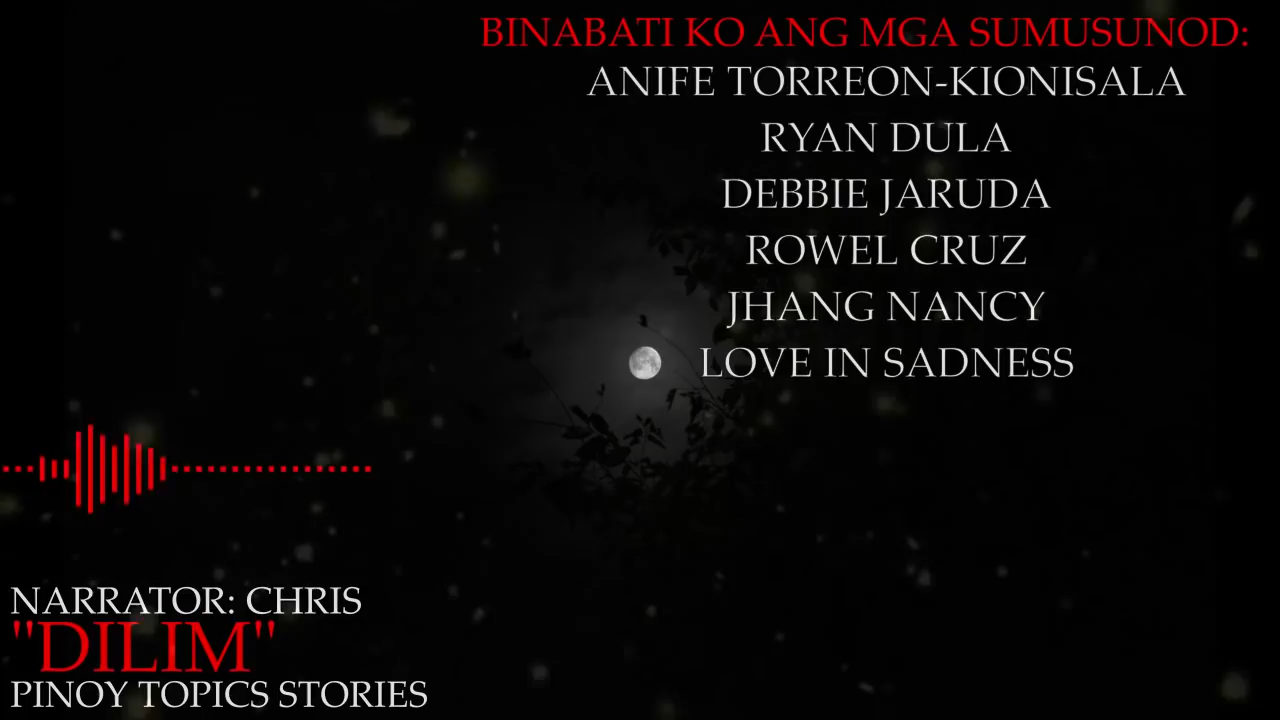 BINABATI KO ANG MGA SUMUSUNOD:
ANIFE TORREON-KIONISALA
RYAN DULA
DEBBIE JARUDA
ROWEL CRUZ
JHANG NANCY
LOVE IN SADNESS
NARRATOR: CHRIS
"DILIM"
PINOY TOPICS STORIES